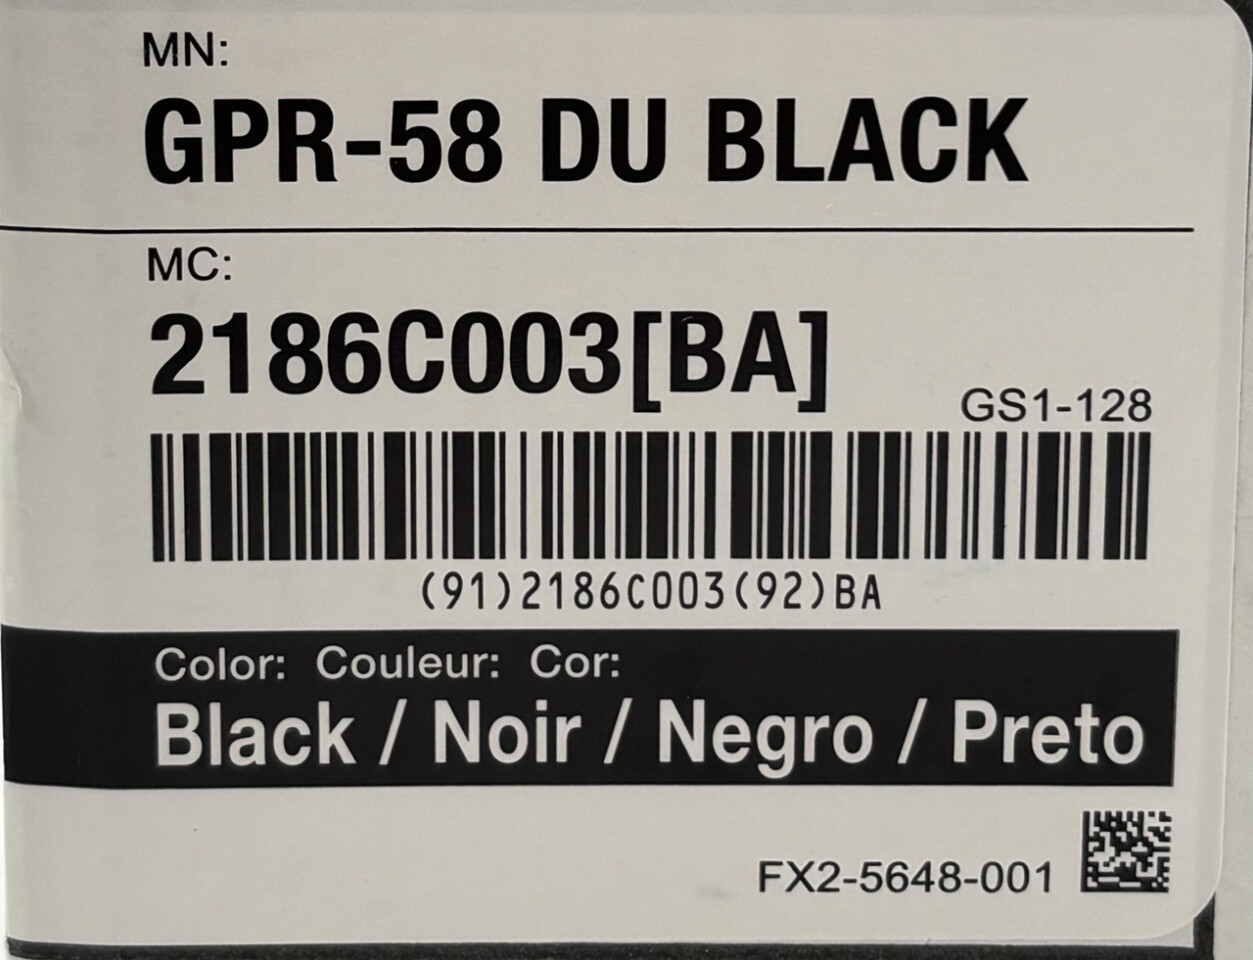 MN:
GPR-58 DU BLACK
MC:
2186C003[BA]
GS1-128
(91)2186C003(92)BA
Color: Couleur: Cor:
Black / Noir / Negro / Preto
FX2-5648-001